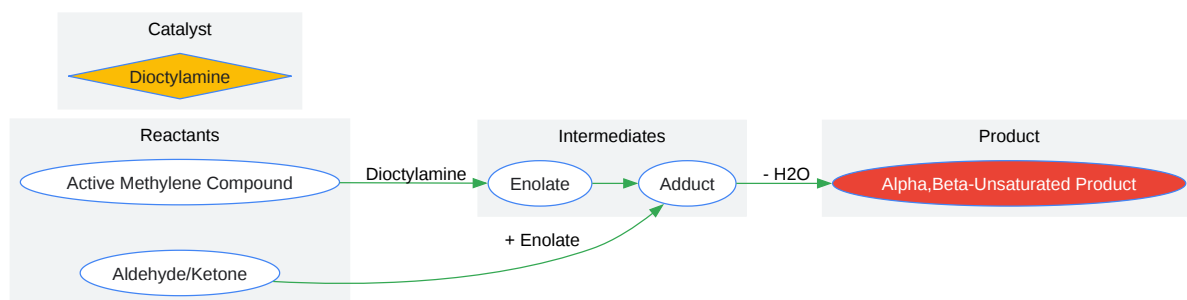 Catalyst
Dioctylamine
Reactants
Active Methylene Compound
Aldehyde/Ketone
Dioctylamine
+ Enolate
Intermediates
Enolate
Adduct
- H2O
Product
Alpha,Beta-Unsaturated Product